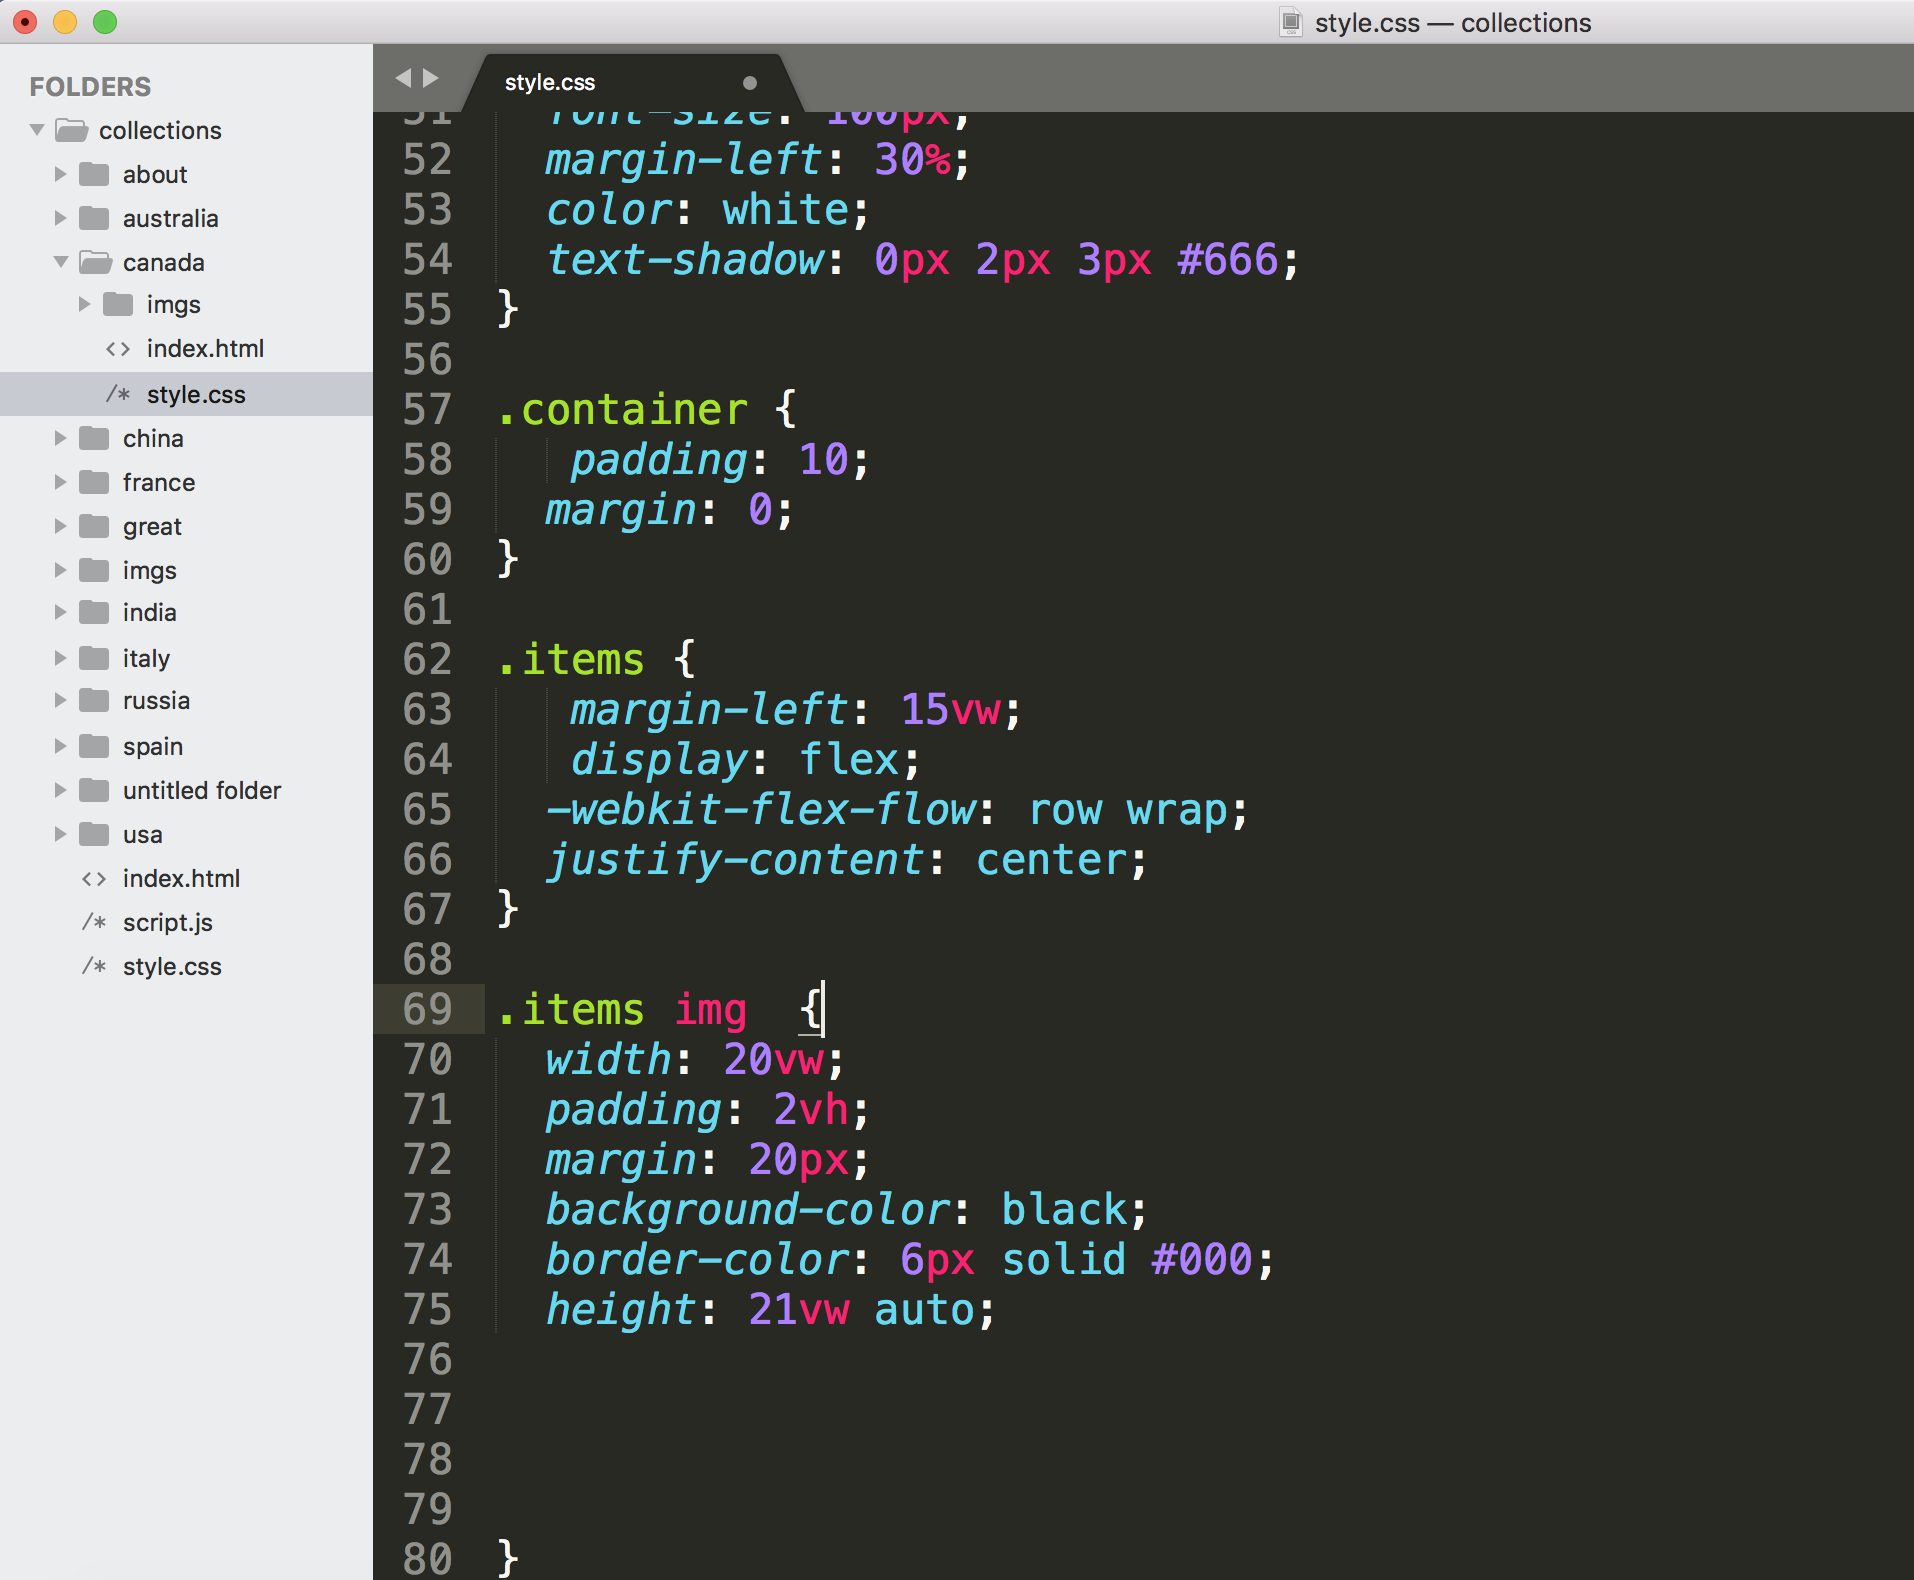 style.css — collections
FOLDERS
collections
about
australia
canada
imgs
<> index.html
/* style.css
china
france
great
imgs
india
italy
russia
spain
untitled folder
usa
<> index.html
/* script.js
/* style.css
style.css
51 font-size: 100px;
52 margin-left: 30%;
53 color: white;
54 text-shadow: 0px 2px 3px #666;
55 }
56
57 .container {
58 padding: 10;
59 margin: 0;
60 }
61
62 .items {
63 margin-left: 15vw;
64 display: flex;
65 -webkit-flex-flow: row wrap;
66 justify-content: center;
67 }
68
69 .items img  {
70 width: 20vw;
71 padding: 2vh;
72 margin: 20px;
73 background-color: black;
74 border-color: 6px solid #000;
75 height: 21vw auto;
76
77
78
79
80 }